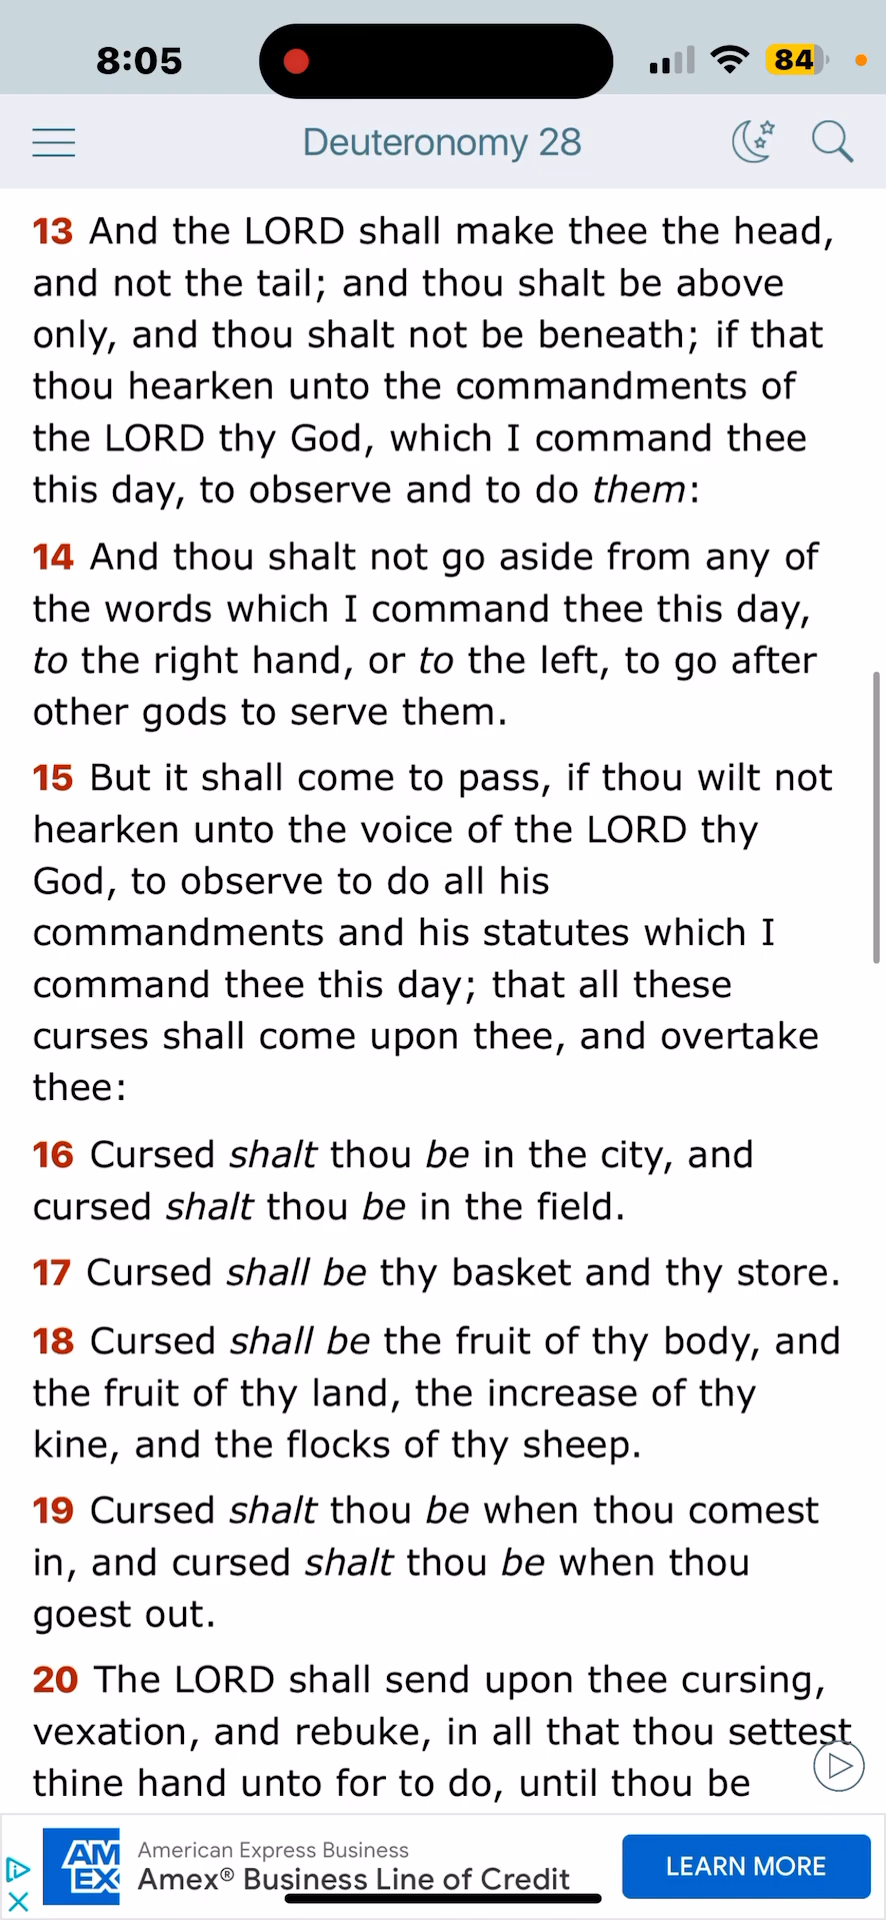 8:05
84
Deuteronomy 28
13 And the LORD shall make thee the head,
and not the tail; and thou shalt be above
only, and thou shalt not be beneath; if that
thou hearken unto the commandments of
the LORD thy God, which I command thee
this day, to observe and to do them:
14 And thou shalt not go aside from any of
the words which I command thee this day,
to the right hand, or to the left, to go after
other gods to serve them.
15 But it shall come to pass, if thou wilt not
hearken unto the voice of the LORD thy
God, to observe to do all his
commandments and his statutes which I
command thee this day; that all these
curses shall come upon thee, and overtake
thee:
16 Cursed shalt thou be in the city, and
cursed shalt thou be in the field.
17 Cursed shall be thy basket and thy store.
18 Cursed shall be the fruit of thy body, and
the fruit of thy land, the increase of thy
kine, and the flocks of thy sheep.
19 Cursed shalt thou be when thou comest
in, and cursed shalt thou be when thou
goest out.
20 The LORD shall send upon thee cursing,
vexation, and rebuke, in all that thou settest
thine hand unto for to do, until thou be
AM
EX
American Express Business
Amex® Business Line of Credit
LEARN MORE